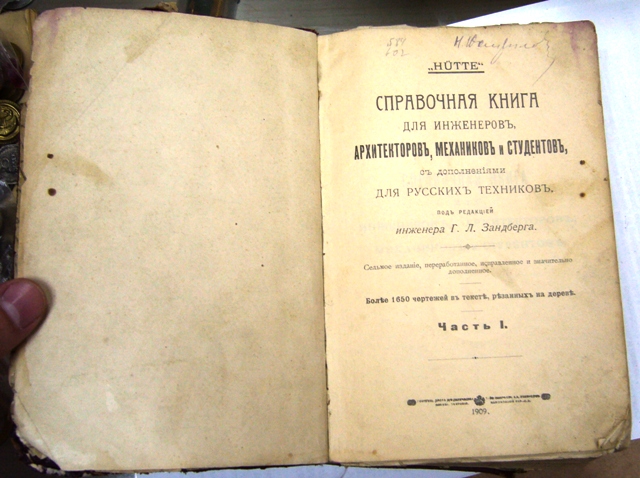 „HÜTTE“
СПРАВОЧНАЯ КНИГА
ДЛЯ ИНЖЕНЕРОВЪ,
АРХИТЕКТОРОВЪ, МЕХАНИКОВЪ и СТУДЕНТОВЪ,
съ дополненіями
ДЛЯ РУССКИХЪ ТЕХНИКОВЪ.
ПОДЪ РЕДАКЦІЕЙ
инженера Г. Л. Зандберга.
Седьмое изданіе, переработанное, исправленное и значительно
дополненное.
Болѣе 1650 чертежей въ текстѣ, рѣзанныхъ на деревѣ.
Часть I.
1909.